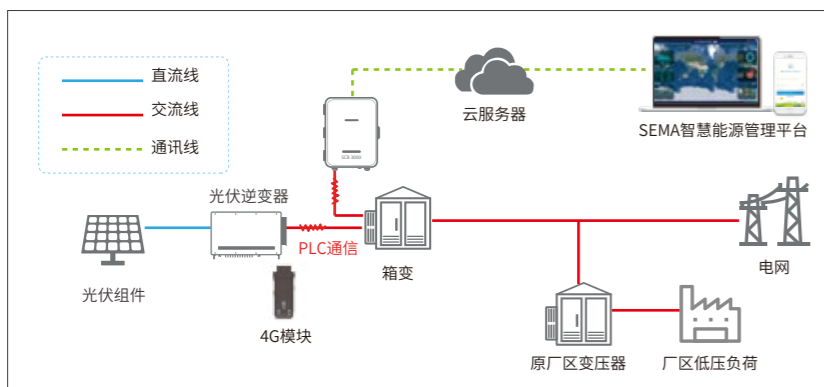 直流线
交流线
通讯线
云服务器
SEMA智慧能源管理平台
光伏逆变器
PLC通信
光伏组件
4G模块
箱变
电网
原厂区变压器
厂区低压负荷